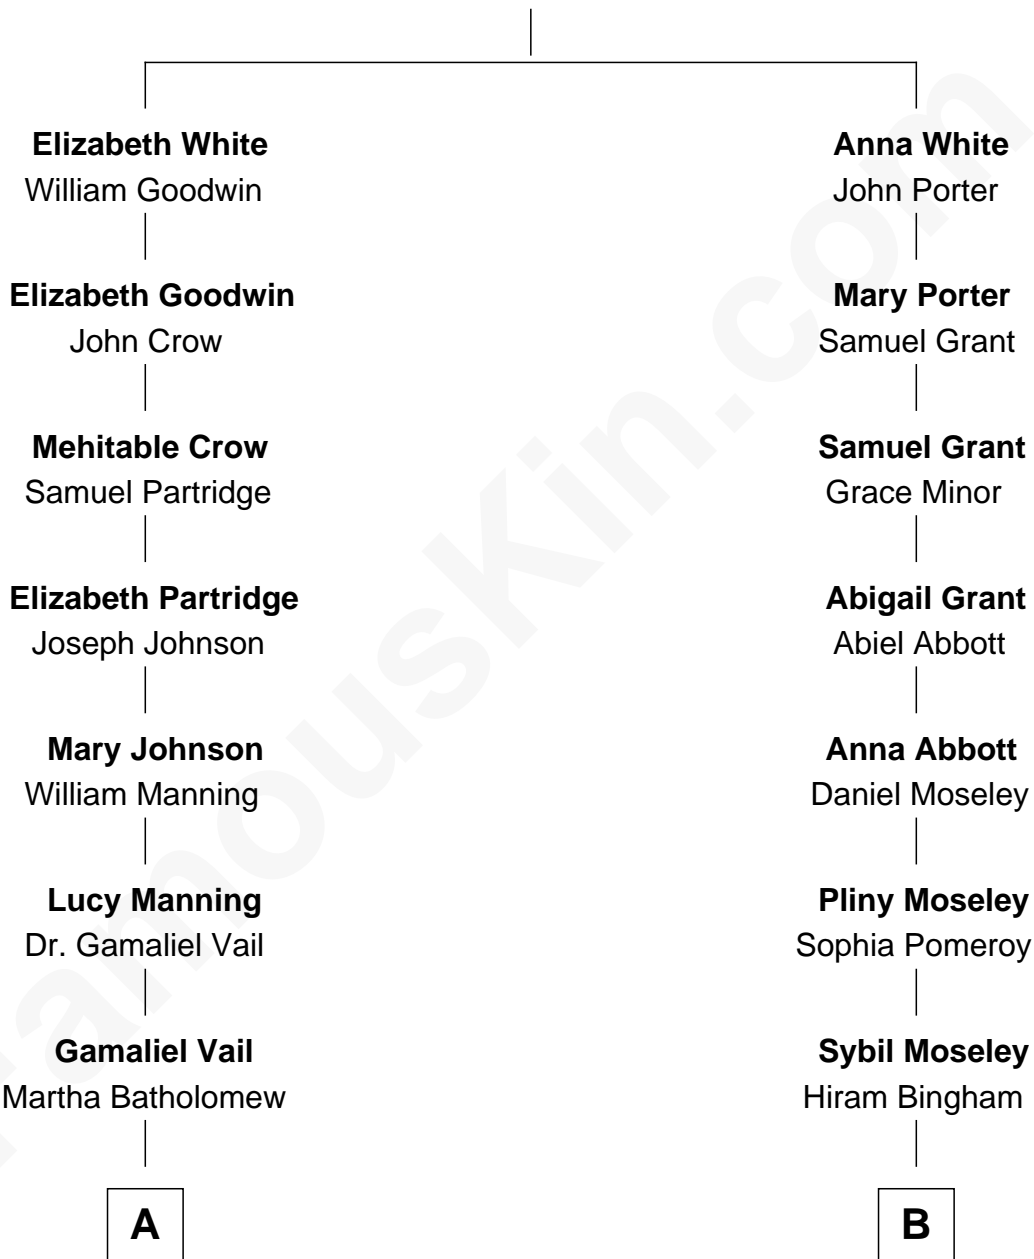 Elizabeth White
William Goodwin
Elizabeth Goodwin
John Crow
Mehitable Crow
Samuel Partridge
Elizabeth Partridge
Joseph Johnson
Mary Johnson
William Manning
Lucy Manning
Dr. Gamaliel Vail
Gamaliel Vail
Martha Batholomew
A
Anna White
John Porter
Mary Porter
Samuel Grant
Samuel Grant
Grace Minor
Abigail Grant
Abiel Abbott
Anna Abbott
Daniel Moseley
Pliny Moseley
Sophia Pomeroy
Sybil Moseley
Hiram Bingham
B
FamousKin.com